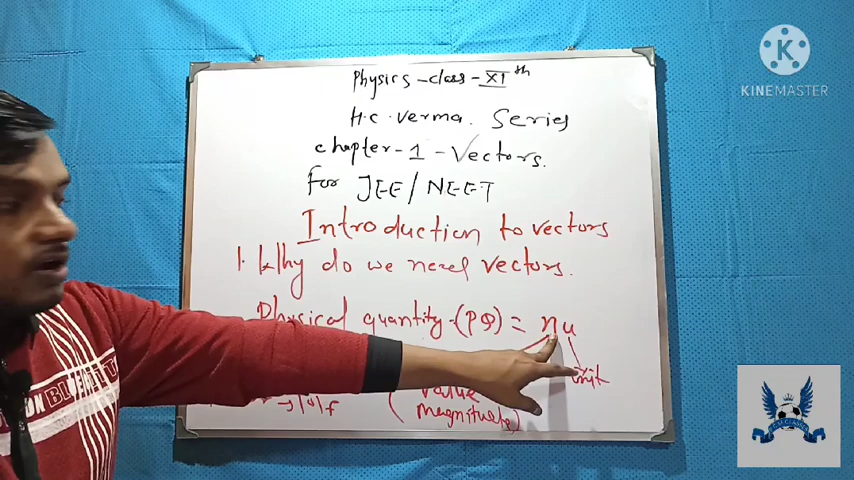 Physics - class - XI th
H.C. Verma. Series
chapter - 1 - Vectors.
For JEE/NEET
Introduction to vectors
1. Why do we need vectors.
Physical quantity - (PQ) = nu
unit
value
magnitude
K
KINEMASTER